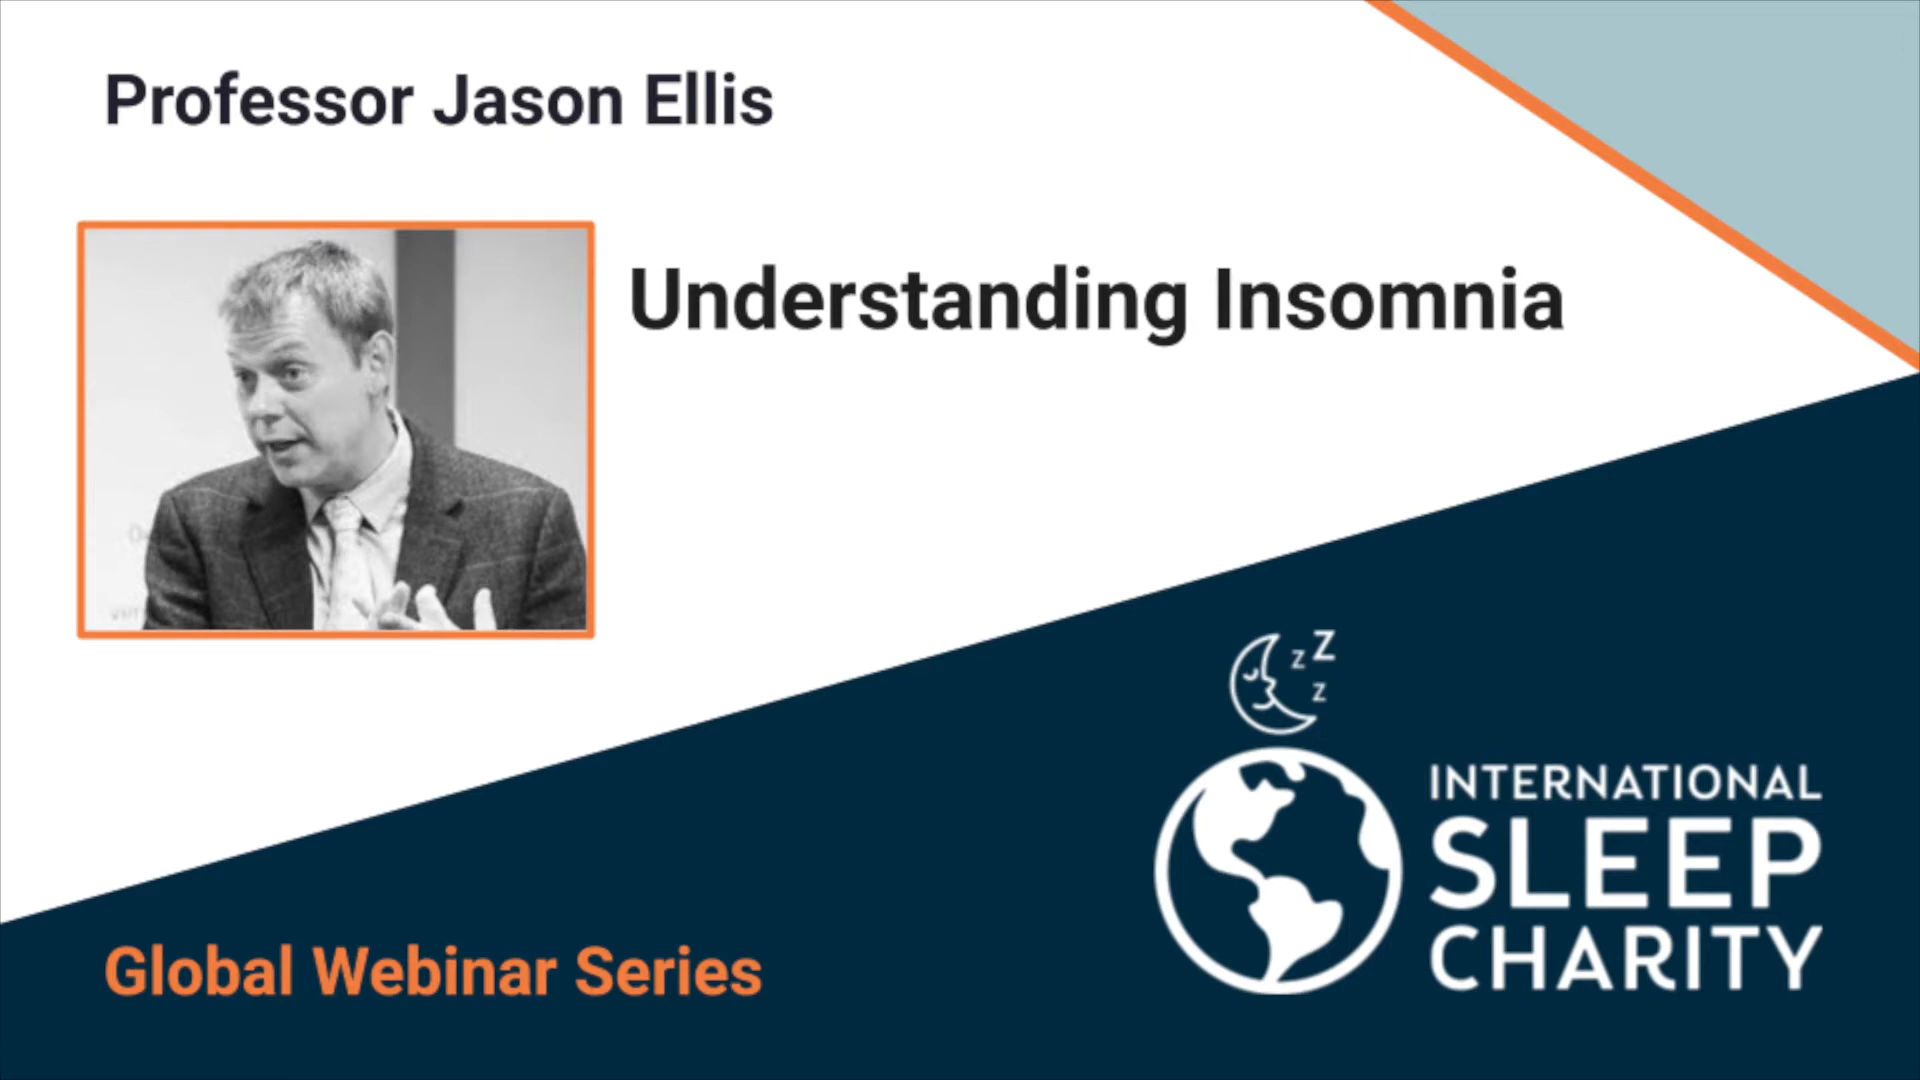 Professor Jason Ellis
Understanding Insomnia
z Z
z
INTERNATIONAL
SLEEP
CHARITY
Global Webinar Series